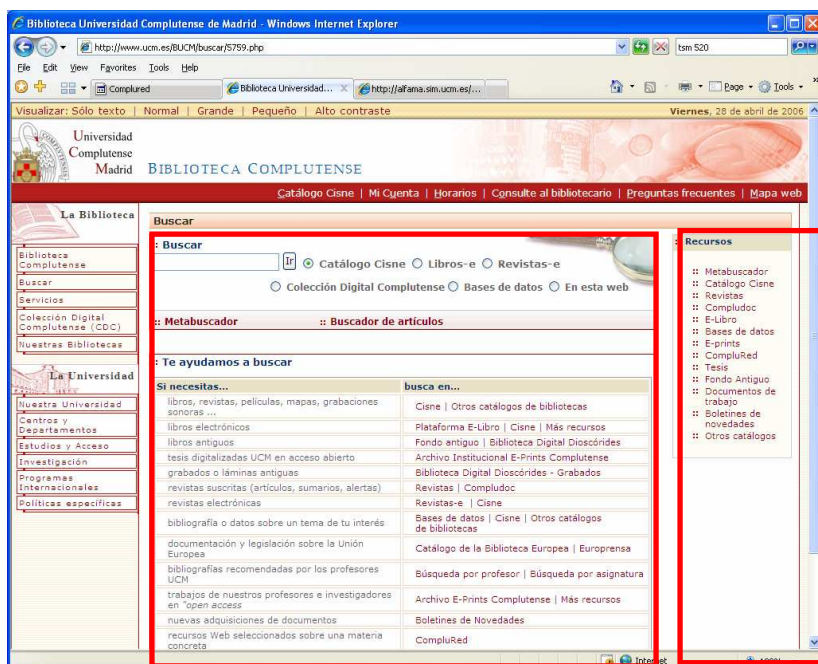 Biblioteca Universidad Complutense de Madrid - Windows Internet Explorer
http://www.ucm.es/BUCM/buscar/5759.php
tsm 520
File Edit View Favorites Tools Help
Complured
Biblioteca Universidad...
http://alfama.sim.ucm.es/...
Page
Tools
Visualizar: Sólo texto | Normal | Grande | Pequeño | Alto contraste
Viernes, 28 de abril de 2006
Universidad
Complutense
Madrid
BIBLIOTECA COMPLUTENSE
Catálogo Cisne | Mi Cuenta | Horarios | Consulte al bibliotecario | Preguntas frecuentes | Mapa web
La Biblioteca
Biblioteca
Complutense
Buscar
Servicios
Colección Digital
Complutense (CDC)
Nuestras Bibliotecas
La Universidad
Nuestra Universidad
Centros y
Departamentos
Estudios y Acceso
Investigación
Programas
Internacionales
Políticas específicas
Buscar
: Buscar
Ir
Catálogo Cisne
Libros-e
Revistas-e
Colección Digital Complutense
Bases de datos
En esta web
:: Metabuscador
:: Buscador de artículos
: Te ayudamos a buscar
Si necesitas... busca en...
libros, revistas, películas, mapas, grabaciones
sonoras ...
Cisne | Otros catálogos de bibliotecas
libros electrónicos
Plataforma E-Libro | Cisne | Más recursos
libros antiguos
Fondo antiguo | Biblioteca Digital Dioscórides
tesis digitalizadas UCM en acceso abierto
Archivo Institucional E-Prints Complutense
grabados o láminas antiguas
Biblioteca Digital Dioscórides - Grabados
revistas suscritas (artículos, sumarios, alertas)
Revistas | Compludoc
revistas electrónicas
Revistas-e | Cisne
bibliografía o datos sobre un tema de tu interés
Bases de datos | Cisne | Otros catálogos
de bibliotecas
documentación y legislación sobre la Unión
Europea
Catálogo de la Biblioteca Europea | Europrensa
bibliografías recomendadas por los profesores
UCM
Búsqueda por profesor | Búsqueda por asignatura
trabajos de nuestros profesores e investigadores
en "open access
Archivo E-Prints Complutense | Más recursos
nuevas adquisiciones de documentos
Boletines de Novedades
recursos Web seleccionados sobre una materia
concreta
CompluRed
: Recursos
:: Metabuscador
:: Catálogo Cisne
:: Revistas
:: Compludoc
:: E-Libro
:: Bases de datos
:: E-prints
:: CompluRed
:: Tesis
:: Fondo Antiguo
:: Documentos de
trabajo
:: Boletines de
novedades
:: Otros catálogos
Internet